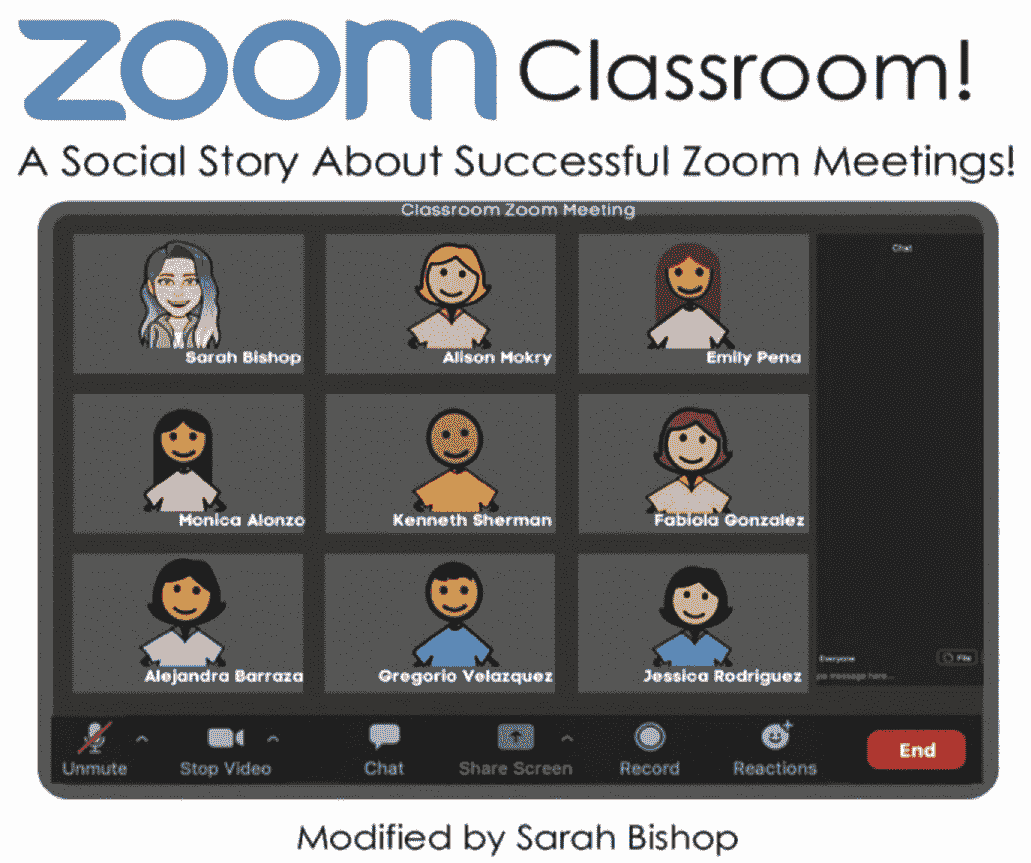 zoom Classroom!
A Social Story About Successful Zoom Meetings!
Classroom Zoom Meeting
Chat
Sarah Bishop
Alison Mokry
Emily Pena
Monica Alonzo
Kenneth Sherman
Fabiola Gonzalez
Alejandra Barraza
Gregorio Velazquez
Jessica Rodriguez
Everyone
File
message here...
Unmute
Stop Video
Chat
Share Screen
Record
Reactions
End
Modified by Sarah Bishop